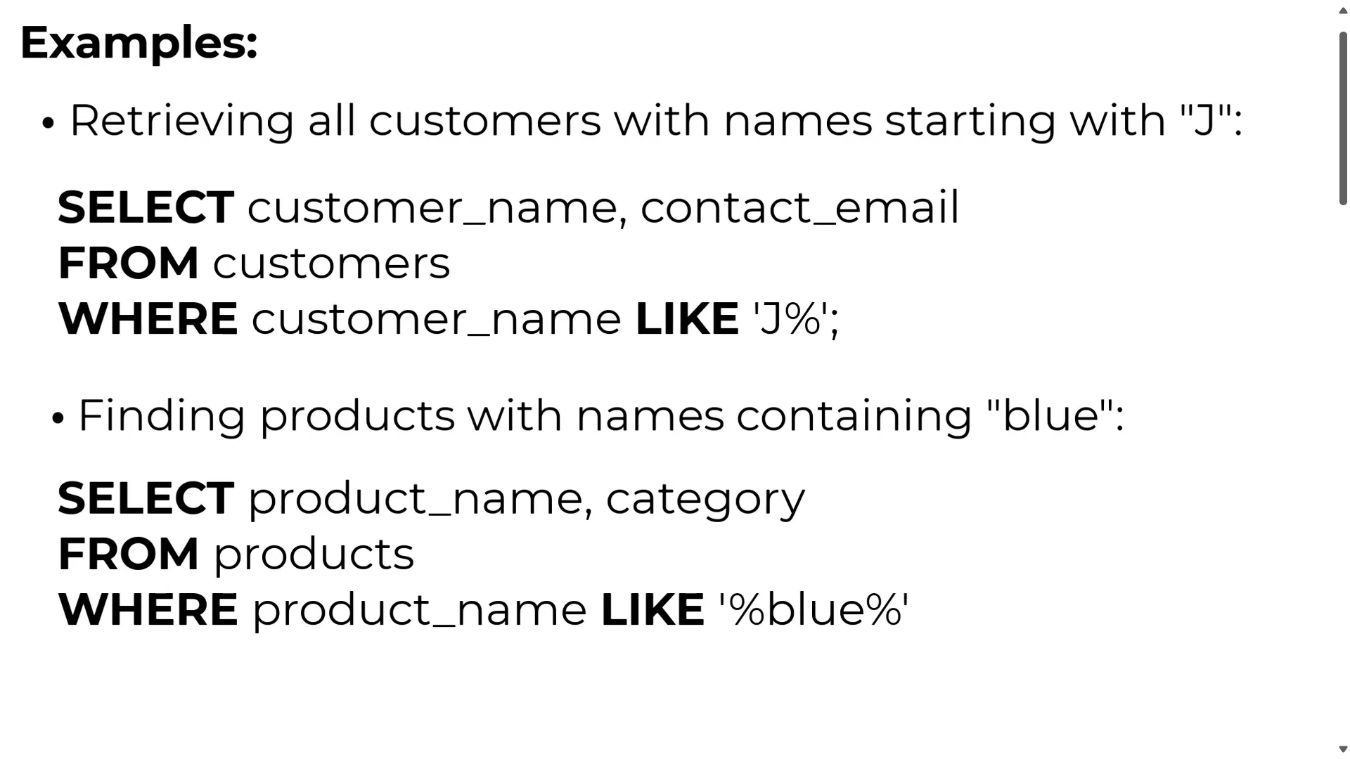 Examples:
• Retrieving all customers with names starting with "J":
SELECT customer_name, contact_email
FROM customers
WHERE customer_name LIKE 'J%';
• Finding products with names containing "blue":
SELECT product_name, category
FROM products
WHERE product_name LIKE '%blue%'